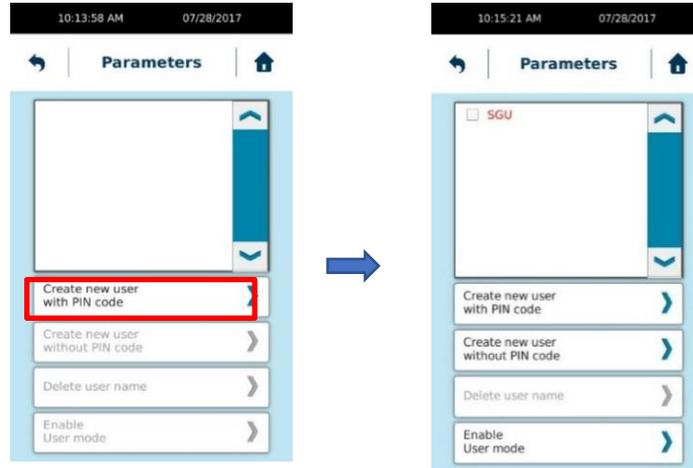 10:13:58 AM 07/28/2017
Parameters
Create new user
with PIN code
Create new user
without PIN code
Delete user name
Enable
User mode
10:15:21 AM 07/28/2017
Parameters
SGU
Create new user
with PIN code
Create new user
without PIN code
Delete user name
Enable
User mode